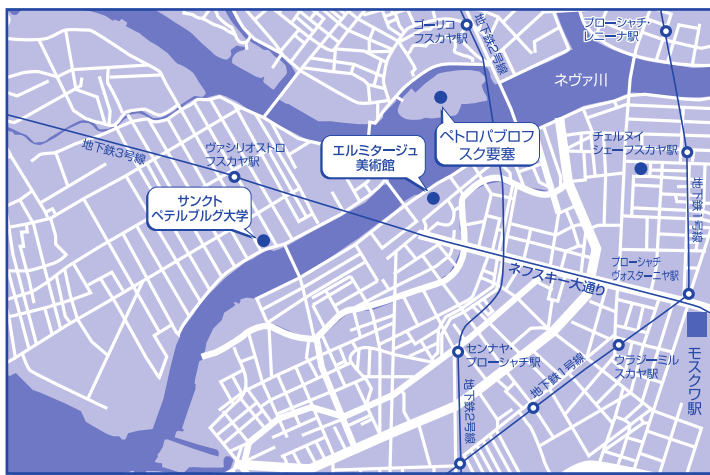 ゴーリコ
フスカヤ駅
地下鉄2号線
プローシャチ・
レニーナ駅
ネヴァ川
ペトロパブロフ
スク要塞
チェルヌイ
シェーフスカヤ駅
地下鉄3号線
ヴァシリオストロ
フスカヤ駅
エルミタージュ
美術館
地下鉄1号線
サンクト
ペテルブルグ大学
ネフスキー大通り
プローシャチ
ヴォスターニヤ駅
モスクワ駅
センナヤ・
プローシャチ駅
ウラジーミル
スカヤ駅
地下鉄1号線
地下鉄2号線